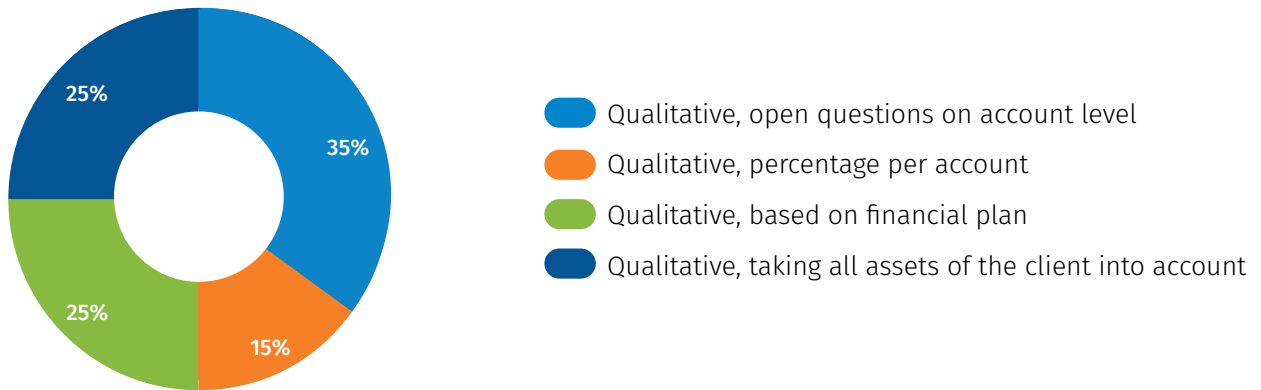 25%
35%
25%
15%
Qualitative, open questions on account level
Qualitative, percentage per account
Qualitative, based on financial plan
Qualitative, taking all assets of the client into account